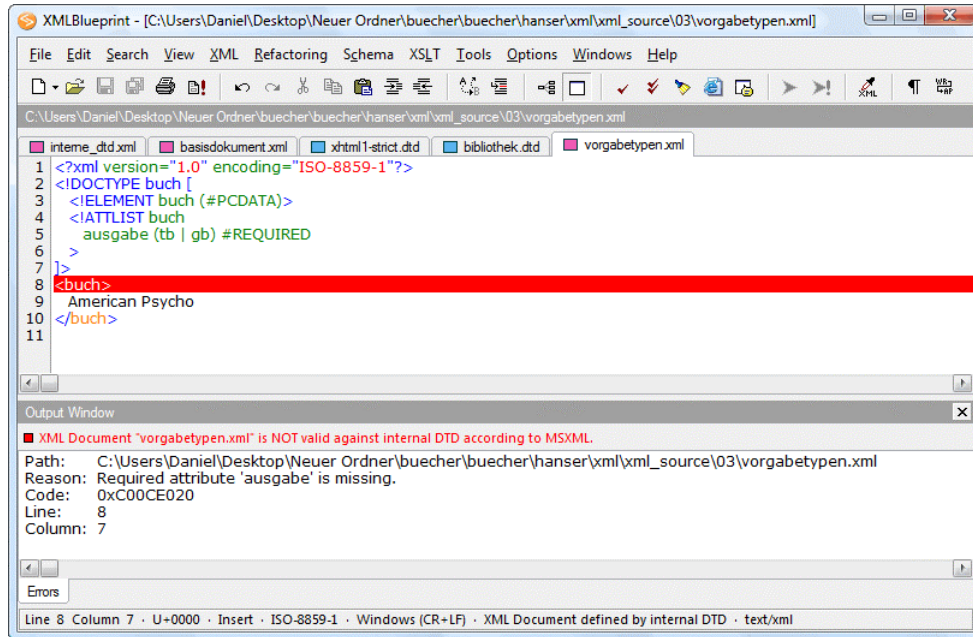 XMLBlueprint - [C:\Users\Daniel\Desktop\Neuer Ordner\buecher\buecher\hanser\xml\xml_source\03\vorgabetypen.xml]
File Edit Search View XML Refactoring Schema XSLT Tools Options Windows Help
C:\Users\Daniel\Desktop\Neuer Ordner\buecher\buecher\hanser\xml\xml_source\03\vorgabetypen.xml
interne_dtd.xml basisdokument.xml xhtml1-strict.dtd bibliothek.dtd vorgabetypen.xml
1 <?xml version="1.0" encoding="ISO-8859-1"?>
2 <!DOCTYPE buch [
3 <!ELEMENT buch (#PCDATA)>
4 <!ATTLIST buch
5 ausgabe (tb | gb) #REQUIRED
6 >
7 ]>
8 <buch>
9 American Psycho
10 </buch>
11
Output Window
XML Document "vorgabetypen.xml" is NOT valid against internal DTD according to MSXML.
Path: C:\Users\Daniel\Desktop\Neuer Ordner\buecher\buecher\hanser\xml\xml_source\03\vorgabetypen.xml
Reason: Required attribute 'ausgabe' is missing.
Code: 0xC00CE020
Line: 8
Column: 7
Errors
Line 8 Column 7 · U+0000 · Insert · ISO-8859-1 · Windows (CR+LF) · XML Document defined by internal DTD · text/xml